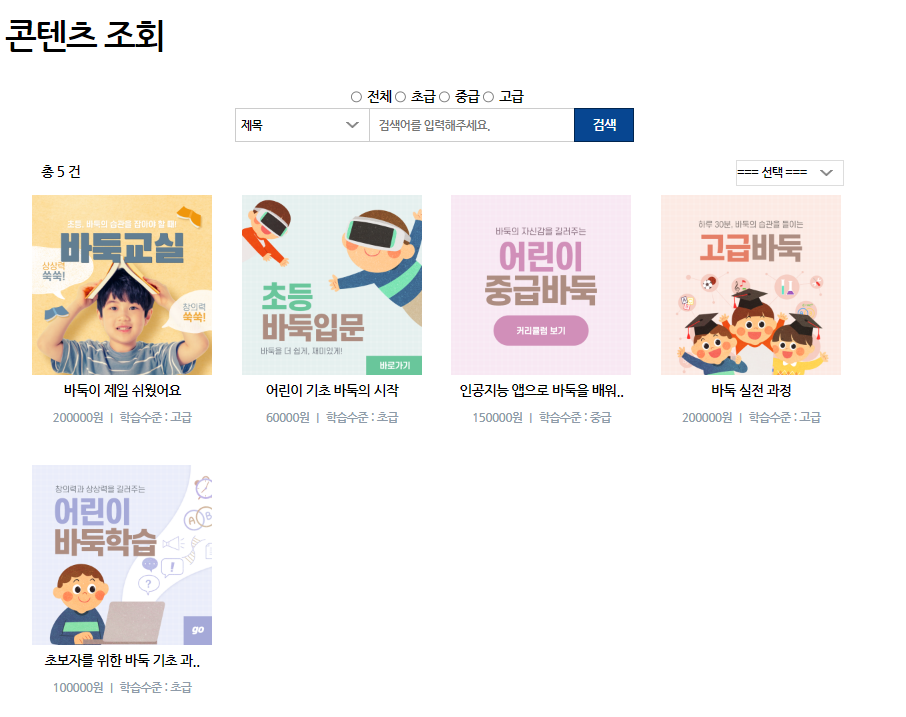 콘텐츠 조회
전체 초급 중급 고급
제목 검색어를 입력해주세요. 검색
총 5 건
=== 선택 ===
초등, 바둑의 습관을 잡아야 할 때!
바둑교실
상상력
쑥쑥!
창의력
쑥쑥!
바둑이 제일 쉬웠어요
200000원 | 학습수준 : 고급
초등
바둑입문
바둑을 더 쉽게, 재미있게!
바로가기
어린이 기초 바둑의 시작
60000원 | 학습수준 : 초급
바둑의 자신감을 길러주는
어린이
중급바둑
커리큘럼 보기
인공지능 앱으로 바둑을 배워..
150000원 | 학습수준 : 중급
하루 30분, 바둑의 습관을 들이는
고급바둑
바둑 실전 과정
200000원 | 학습수준 : 고급
창의력과 상상력을 길러주는
어린이
바둑학습
A B
!
?
go
초보자를 위한 바둑 기초 과..
100000원 | 학습수준 : 초급